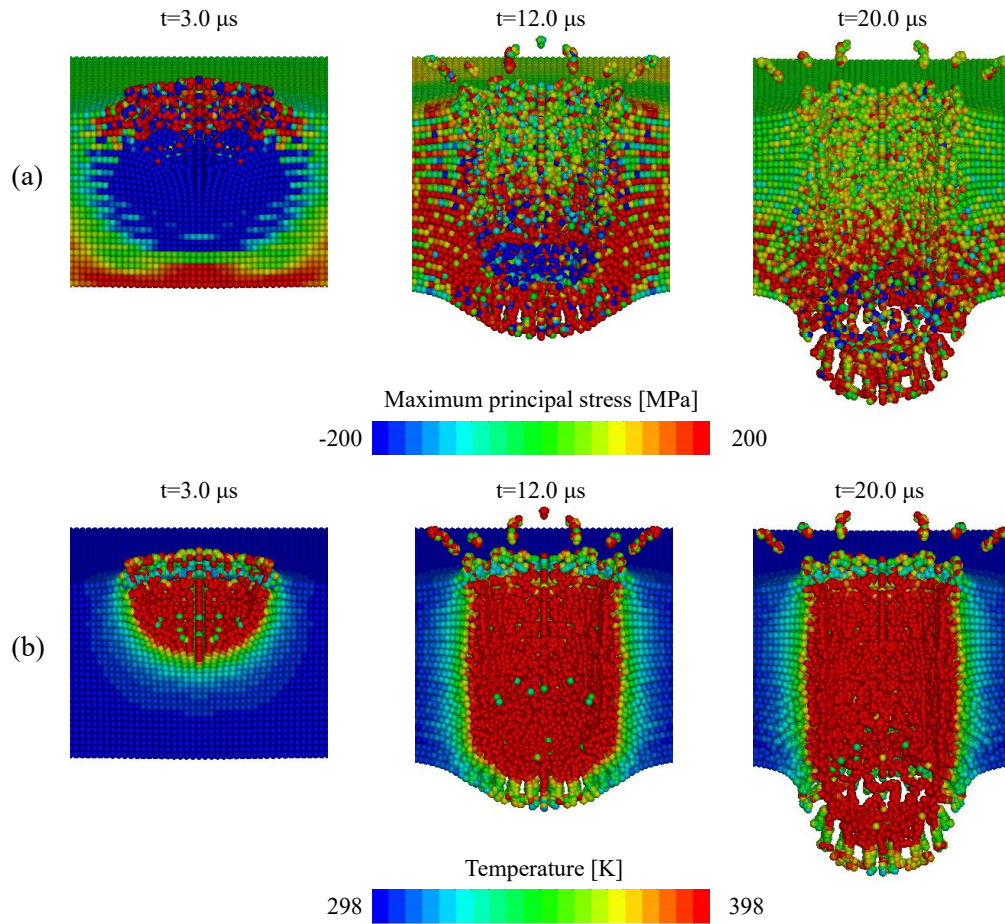 t=3.0 μs
t=12.0 μs
t=20.0 μs
(a)
Maximum principal stress [MPa]
-200
200
t=3.0 μs
t=12.0 μs
t=20.0 μs
(b)
Temperature [K]
298
398